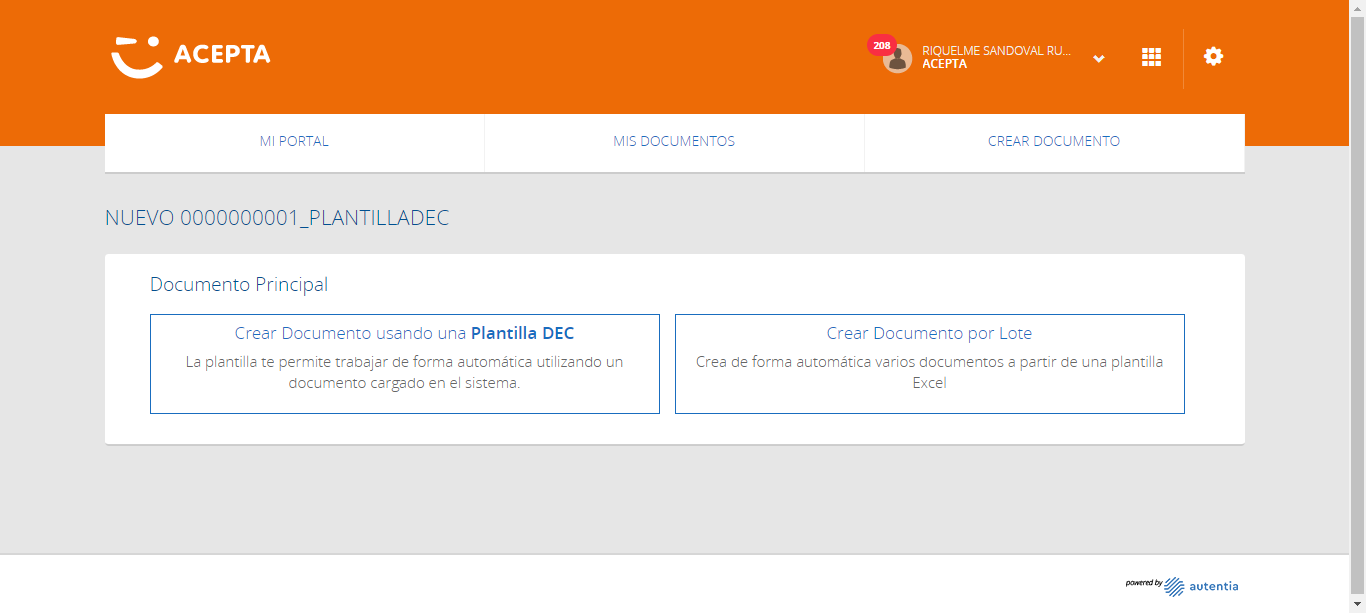 ACEPTA
208
RIQUELME SANDOVAL RU...
ACEPTA
MI PORTAL
MIS DOCUMENTOS
CREAR DOCUMENTO
NUEVO 0000000001_PLANTILLADEC
Documento Principal
Crear Documento usando una Plantilla DEC
La plantilla te permite trabajar de forma automática utilizando un
documento cargado en el sistema.
Crear Documento por Lote
Crea de forma automática varios documentos a partir de una plantilla
Excel
powered by autentia